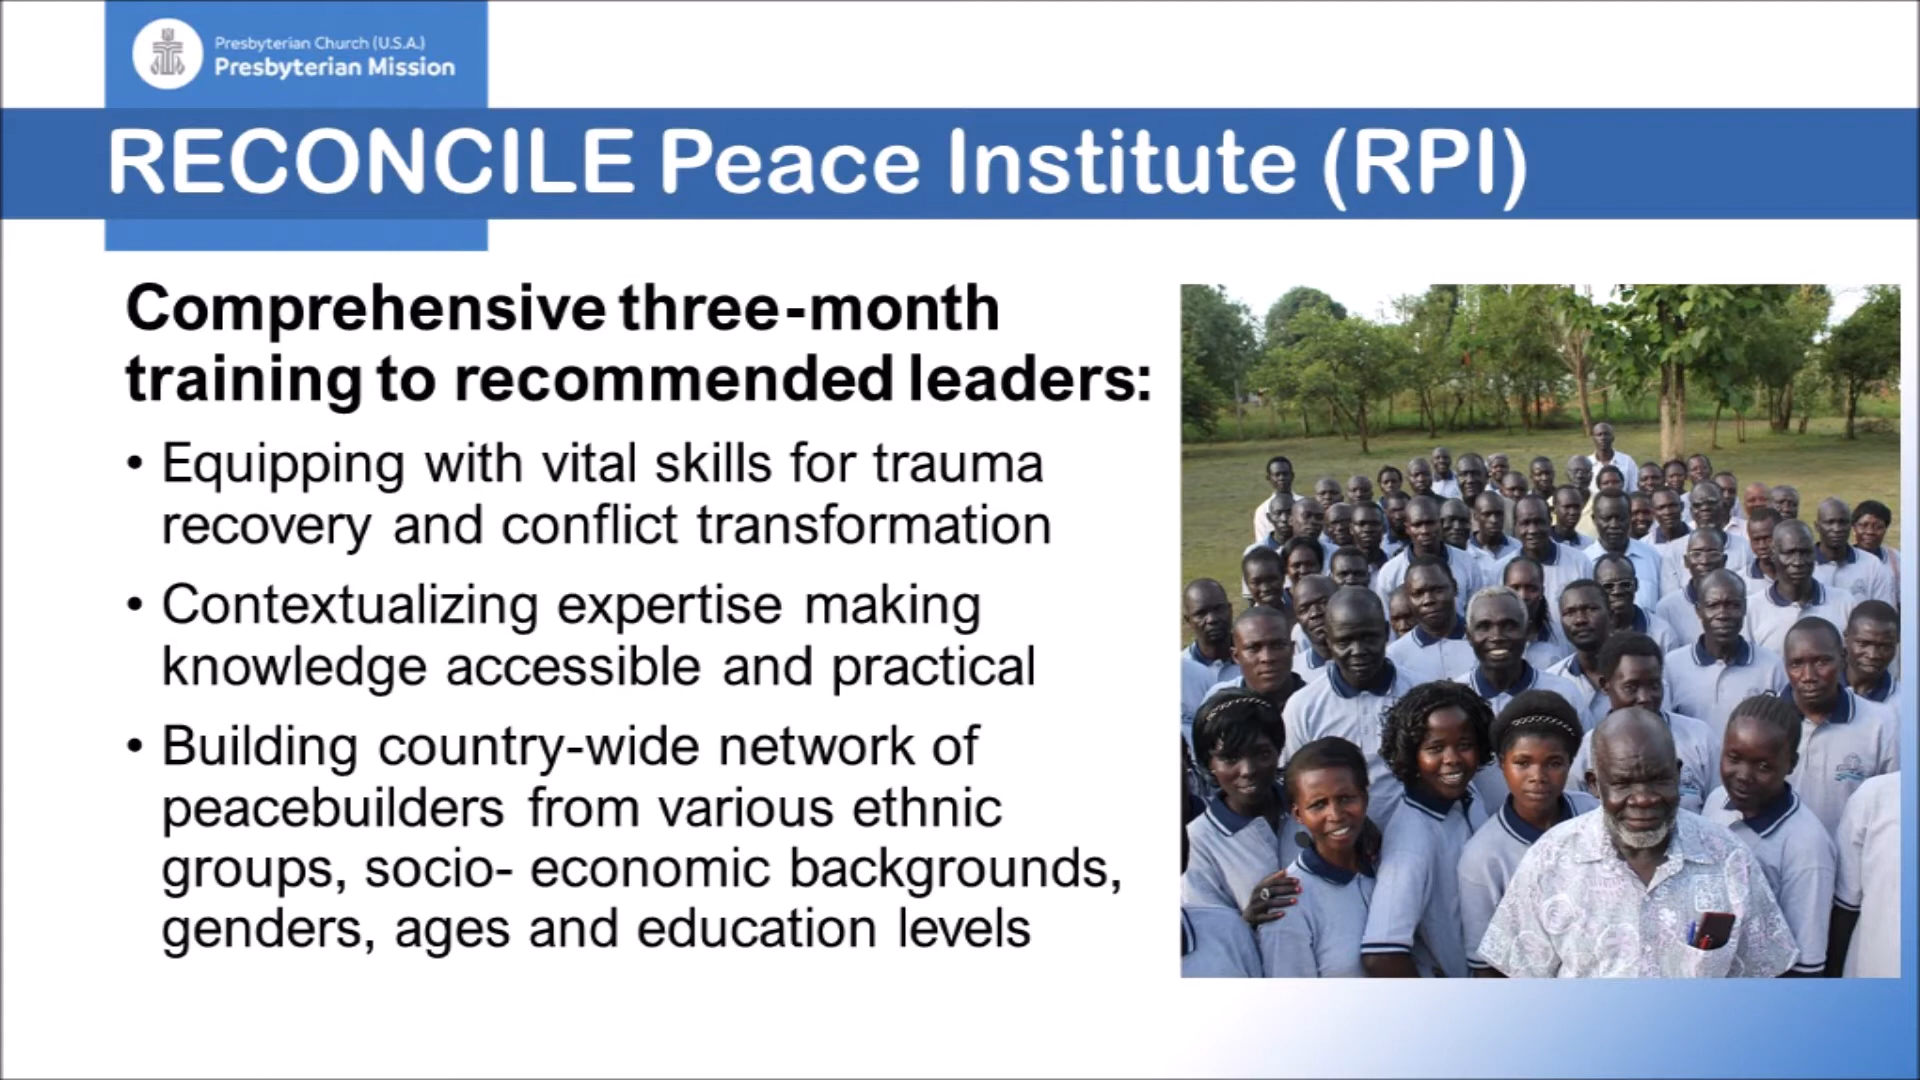 Presbyterian Church (U.S.A.)
Presbyterian Mission
RECONCILE Peace Institute (RPI)
Comprehensive three-month
training to recommended leaders:
• Equipping with vital skills for trauma
recovery and conflict transformation
• Contextualizing expertise making
knowledge accessible and practical
• Building country-wide network of
peacebuilders from various ethnic
groups, socio- economic backgrounds,
genders, ages and education levels